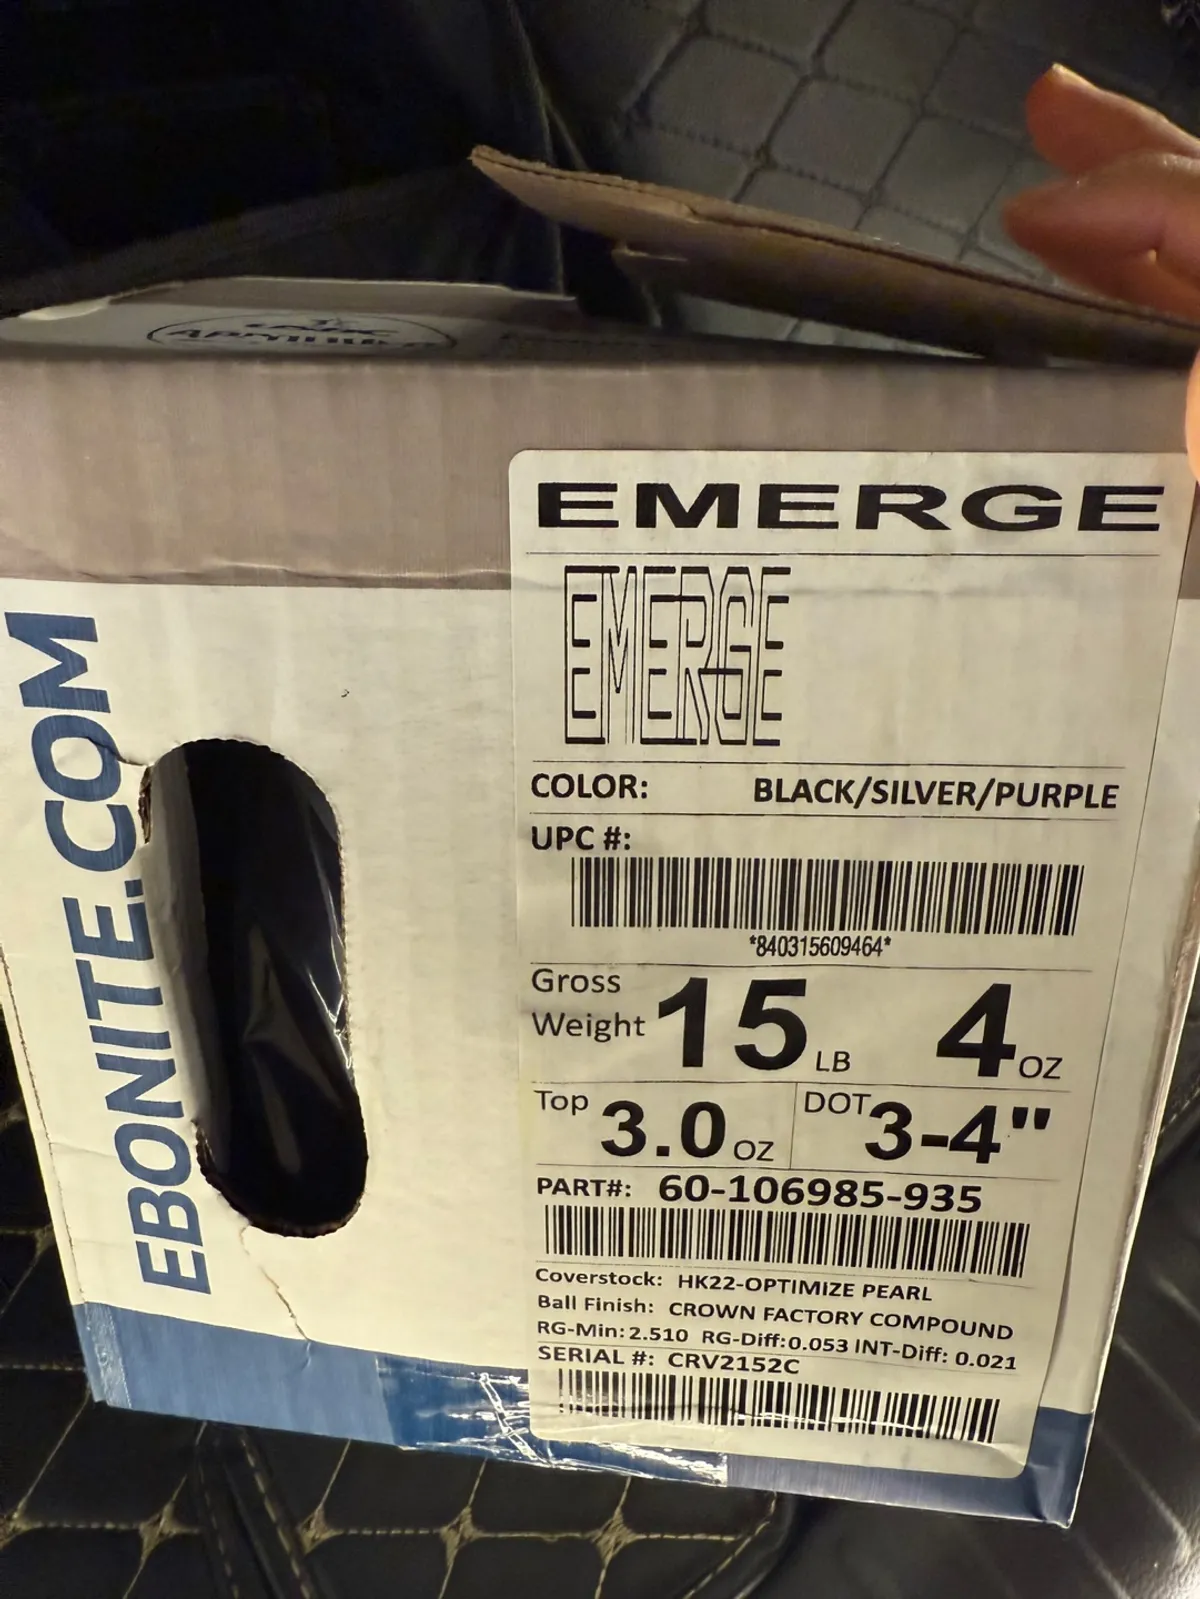 EBONITE.COM
EMERGE
EMERGE
COLOR: BLACK/SILVER/PURPLE
UPC #:
*840315609464*
Gross
Weight 15 LB 4 OZ
Top 3.0 OZ DOT 3-4"
PART#: 60-106985-935
Coverstock: HK22-OPTIMIZE PEARL
Ball Finish: CROWN FACTORY COMPOUND
RG-Min: 2.510 RG-Diff: 0.053 INT-Diff: 0.021
SERIAL #: CRV2152C